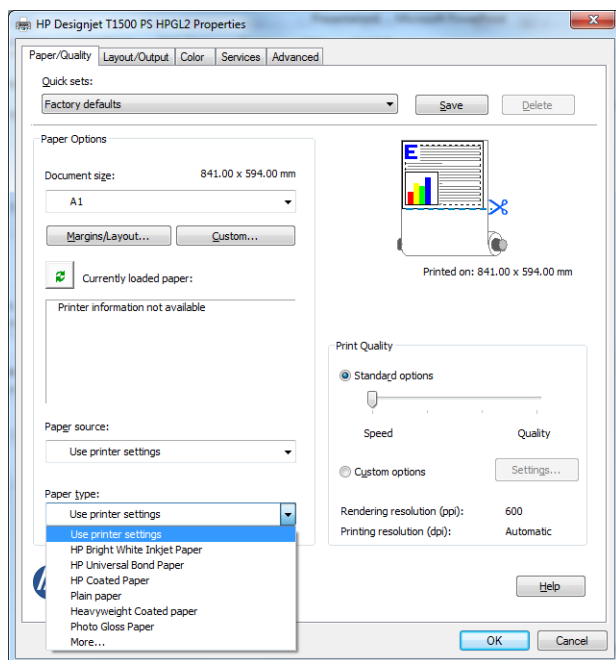 HP Designjet T1500 PS HPGL2 Properties
Paper/Quality Layout/Output Color Services Advanced
Quick sets:
Factory defaults
Save
Delete
Paper Options
Document size: 841.00 x 594.00 mm
A1
Margins/Layout...
Custom...
Currently loaded paper:
Printer information not available
E
Printed on: 841.00 x 594.00 mm
Paper source:
Use printer settings
Paper type:
Use printer settings
Use printer settings
HP Bright White Inkjet Paper
HP Universal Bond Paper
HP Coated Paper
Plain paper
Heavyweight Coated paper
Photo Gloss Paper
More...
Print Quality
Standard options
Speed Quality
Custom options
Settings...
Rendering resolution (ppi): 600
Printing resolution (dpi): Automatic
Help
OK
Cancel